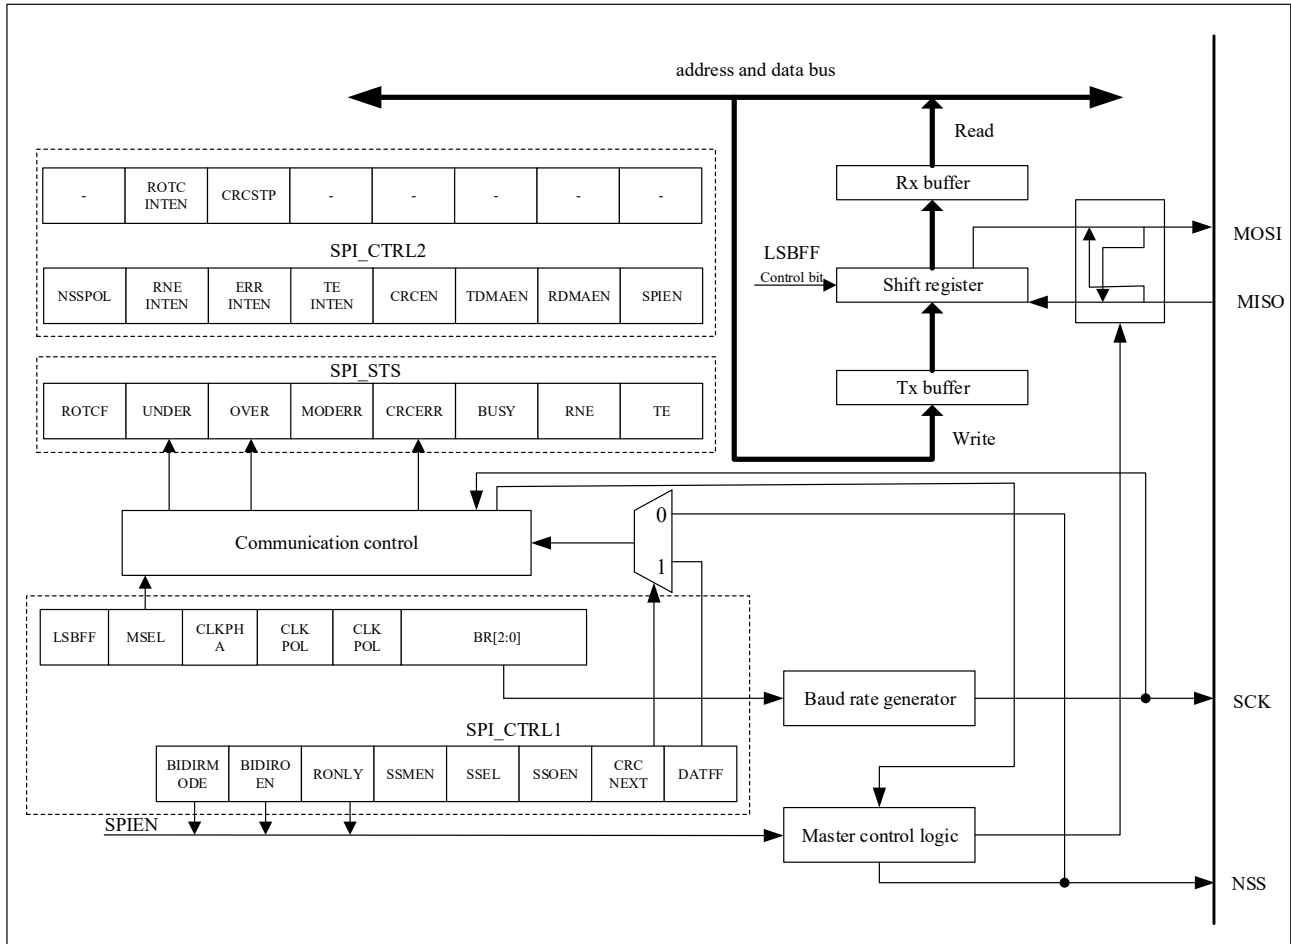 address and data bus
Read
Rx buffer
-
ROTC
INTEN
CRCSTP
-
-
-
-
-
SPI_CTRL2
NSSPOL
RNE
INTEN
ERR
INTEN
TE
INTEN
CRCEN
TDMAEN
RDMAEN
SPIEN
LSBFF
Control bit
Shift register
MOSI
MISO
SPI_STS
ROTCF
UNDER
OVER
MODERR
CRCERR
BUSY
RNE
TE
Tx buffer
Write
Communication control
0
1
LSBFF
MSEL
CLKPH
A
CLK
POL
CLK
POL
BR[2:0]
Baud rate generator
SCK
SPI_CTRL1
BIDIRM
ODE
BIDIRO
EN
RONLY
SSMEN
SSEL
SSOEN
CRC
NEXT
DATFF
SPIEN
Master control logic
NSS